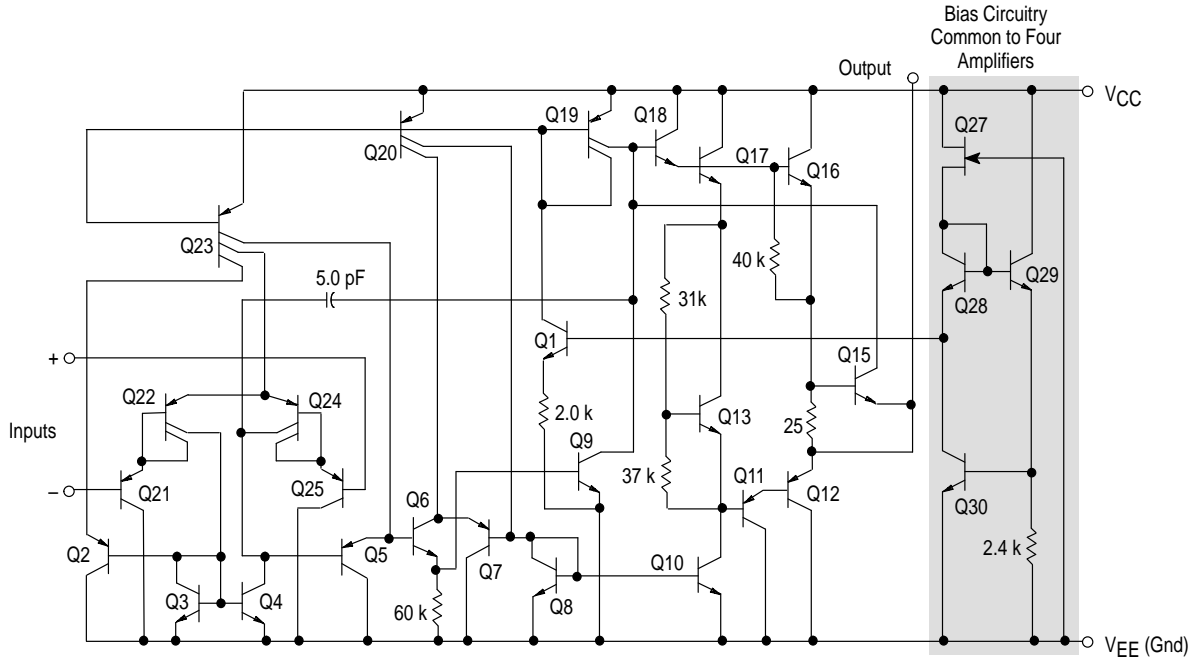 Bias Circuitry
Common to Four
Amplifiers
Output
VCC
Q19
Q18
Q27
Q20
Q17
Q16
Q23
40 k
5.0 pF
31k
Q28
Q29
+
Q1
Q15
Q22
Q24
2.0 k
Q13
25
Inputs
Q9
37 k
−
Q21
Q25
Q6
Q11
Q12
Q30
Q2
Q5
Q7
Q10
2.4 k
Q3
Q4
60 k
Q8
VEE (Gnd)